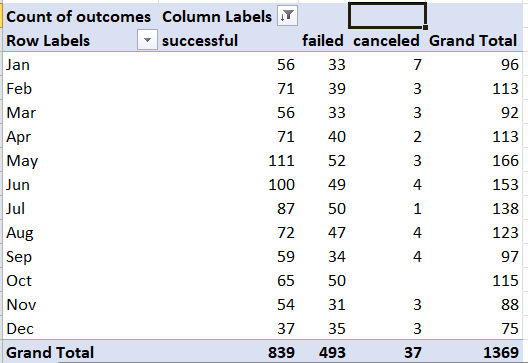 Count of outcomes Column Labels
Row Labels successful failed canceled Grand Total
Jan 56 33 7 96
Feb 71 39 3 113
Mar 56 33 3 92
Apr 71 40 2 113
May 111 52 3 166
Jun 100 49 4 153
Jul 87 50 1 138
Aug 72 47 4 123
Sep 59 34 4 97
Oct 65 50 115
Nov 54 31 3 88
Dec 37 35 3 75
Grand Total 839 493 37 1369